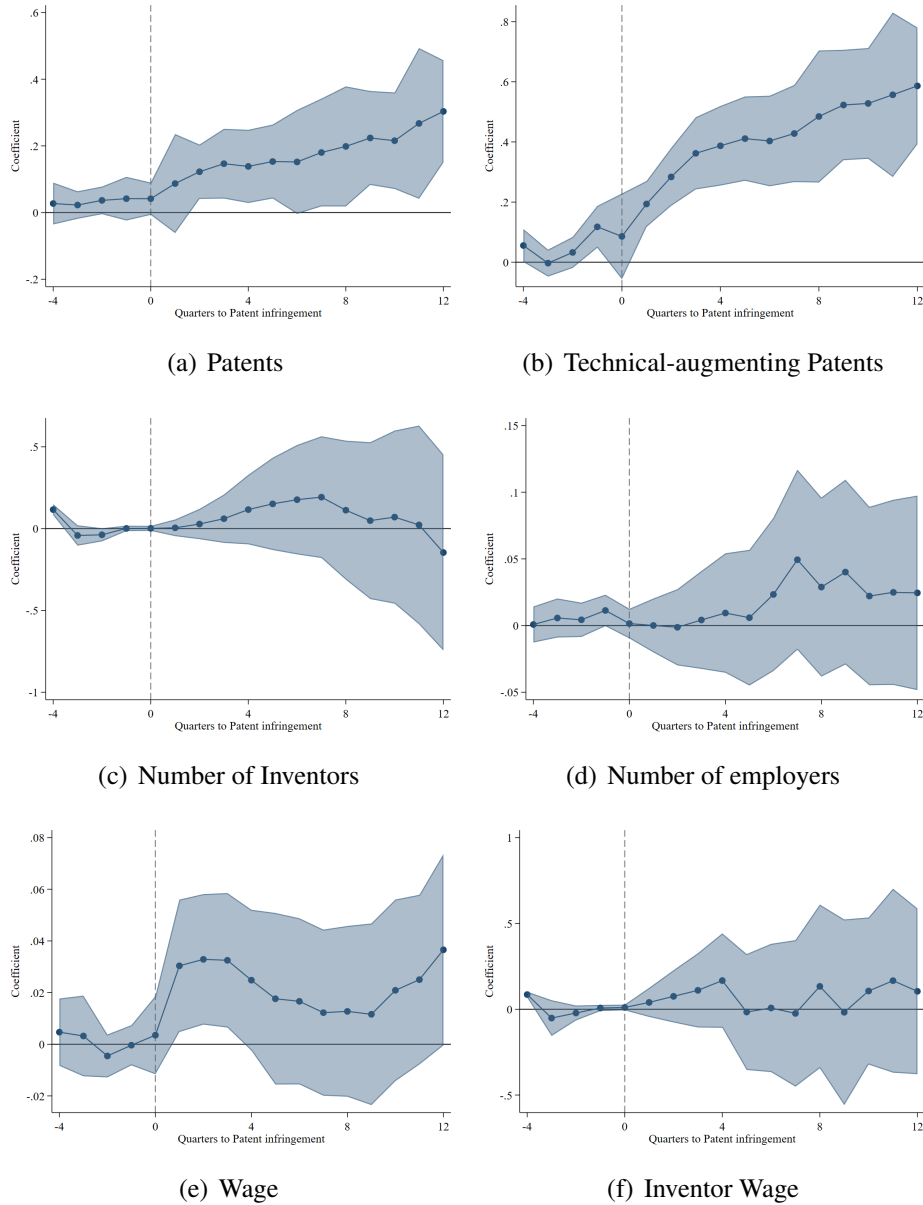 .6
.4
.2
0
-.2
Coefficient
-4 0 4 8 12
Quarters to Patent infringement
(a) Patents
.8
.6
.4
.2
0
Coefficient
-4 0 4 8 12
Quarters to Patent infringement
(b) Technical-augmenting Patents
.5
0
-.5
-1
Coefficient
-4 0 4 8 12
Quarters to Patent infringement
(c) Number of Inventors
.15
.1
.05
0
-.05
Coefficient
-4 0 4 8 12
Quarters to Patent infringement
(d) Number of employers
.08
.06
.04
.02
0
-.02
Coefficient
-4 0 4 8 12
Quarters to Patent infringement
(e) Wage
1
.5
0
-.5
Coefficient
-4 0 4 8 12
Quarters to Patent infringement
(f) Inventor Wage